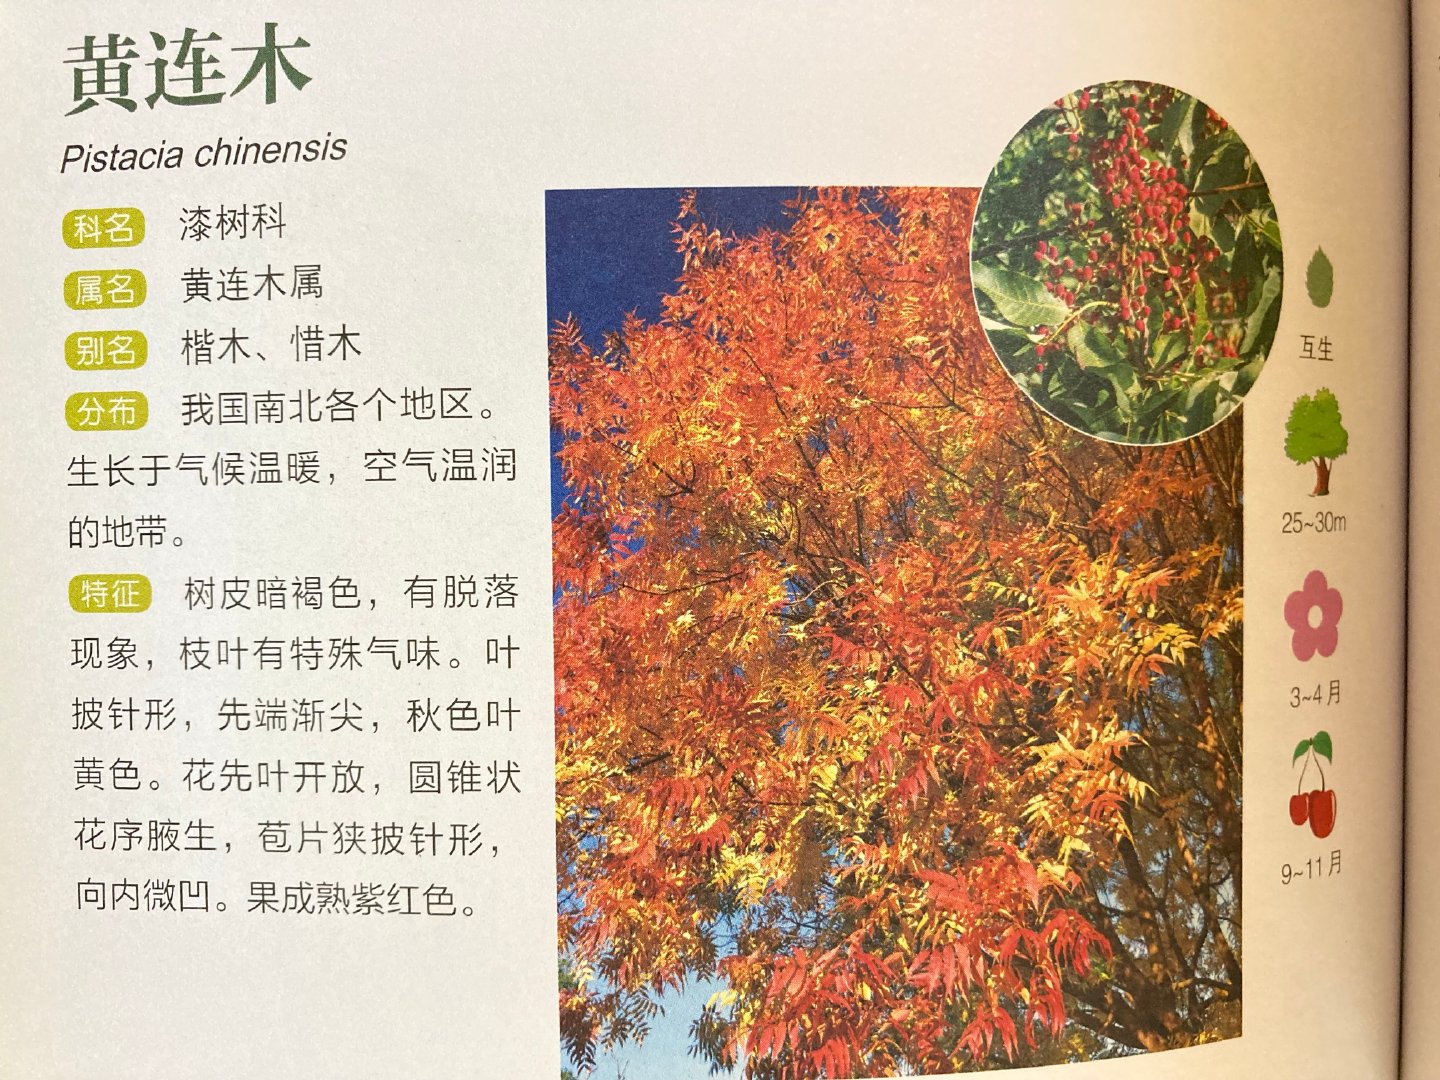 黄连木
Pistacia chinensis
科名 漆树科
属名 黄连木属
别名 楷木、惜木
分布 我国南北各个地区。
生长于气候温暖，空气温润
的地带。
特征 树皮暗褐色，有脱落
现象，枝叶有特殊气味。叶
披针形，先端渐尖，秋色叶
黄色。花先叶开放，圆锥状
花序腋生，苞片狭披针形，
向内微凹。果成熟紫红色。
互生
25~30m
3~4月
9~11月